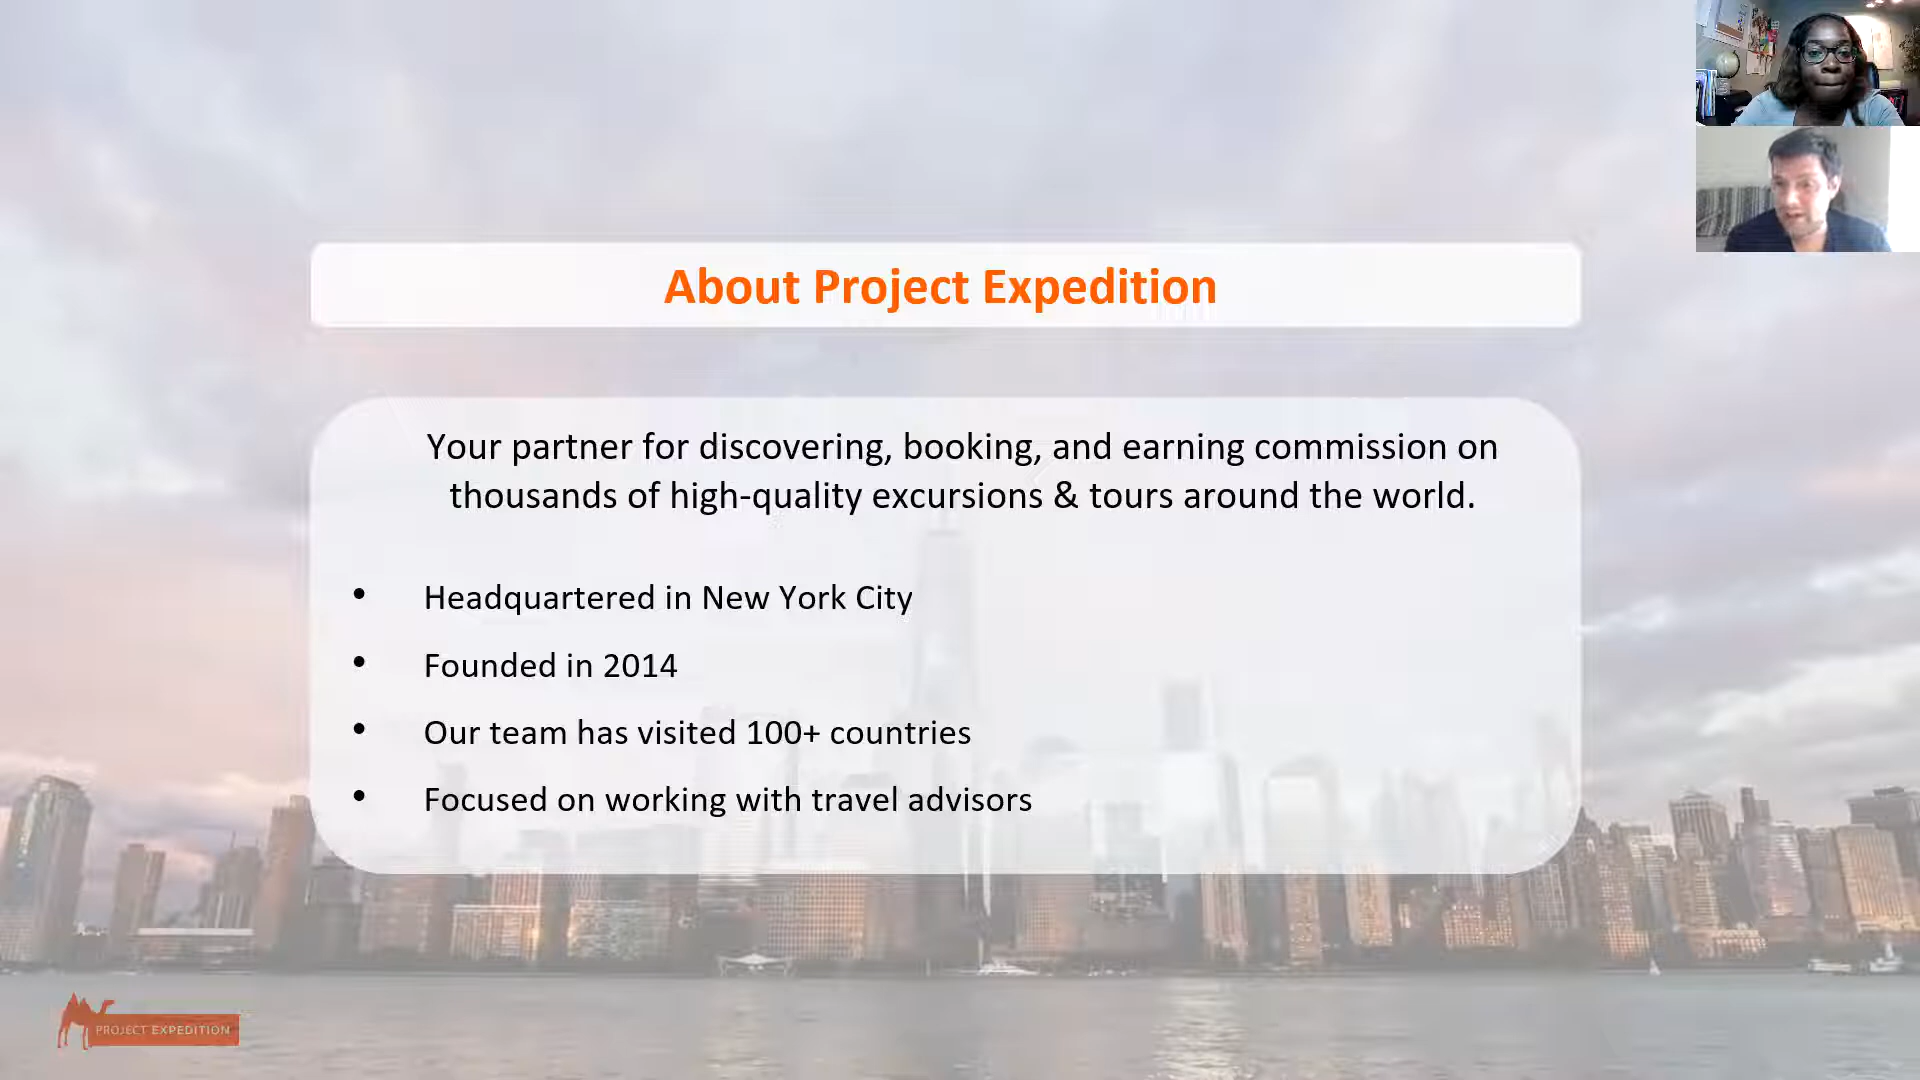 About Project Expedition
Your partner for discovering, booking, and earning commission on
thousands of high-quality excursions & tours around the world.
• Headquartered in New York City
• Founded in 2014
• Our team has visited 100+ countries
• Focused on working with travel advisors
PROJECT EXPEDITION